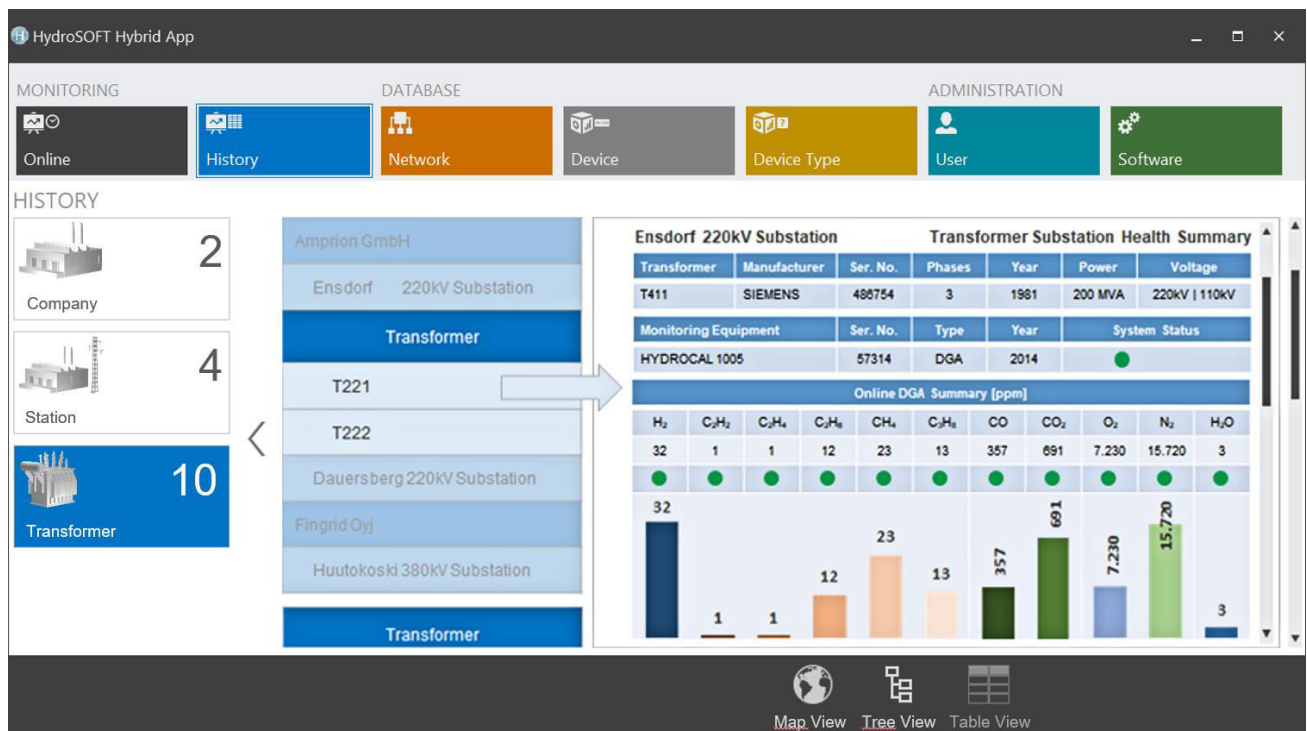 HydroSOFT Hybrid App
MONITORING DATABASE ADMINISTRATION
Online History Network Device Device Type User Software
HISTORY
2
Company
4
Station
10
Transformer
Amprion GmbH
Ensdorf 220kV Substation
Transformer
T221
T222
Dauersberg 220kV Substation
Fingrid Oyj
Huutokoski 380kV Substation
Transformer
Ensdorf 220kV Substation Transformer Substation Health Summary
Transformer Manufacturer Ser. No. Phases Year Power Voltage
T411 SIEMENS 486754 3 1981 200 MVA 220kV | 110kV
Monitoring Equipment Ser. No. Type Year System Status
HYDROCAL 1005 57314 DGA 2014
Online DGA Summary [ppm]
H₂ C₂H₂ C₂H₄ C₂H₆ CH₄ C₃H₈ CO CO₂ O₂ N₂ H₂O
32 1 1 12 23 13 357 691 7.230 15.720 3
32 1 1 12 23 13 357 691 7.230 15.720 3
Map View Tree View Table View